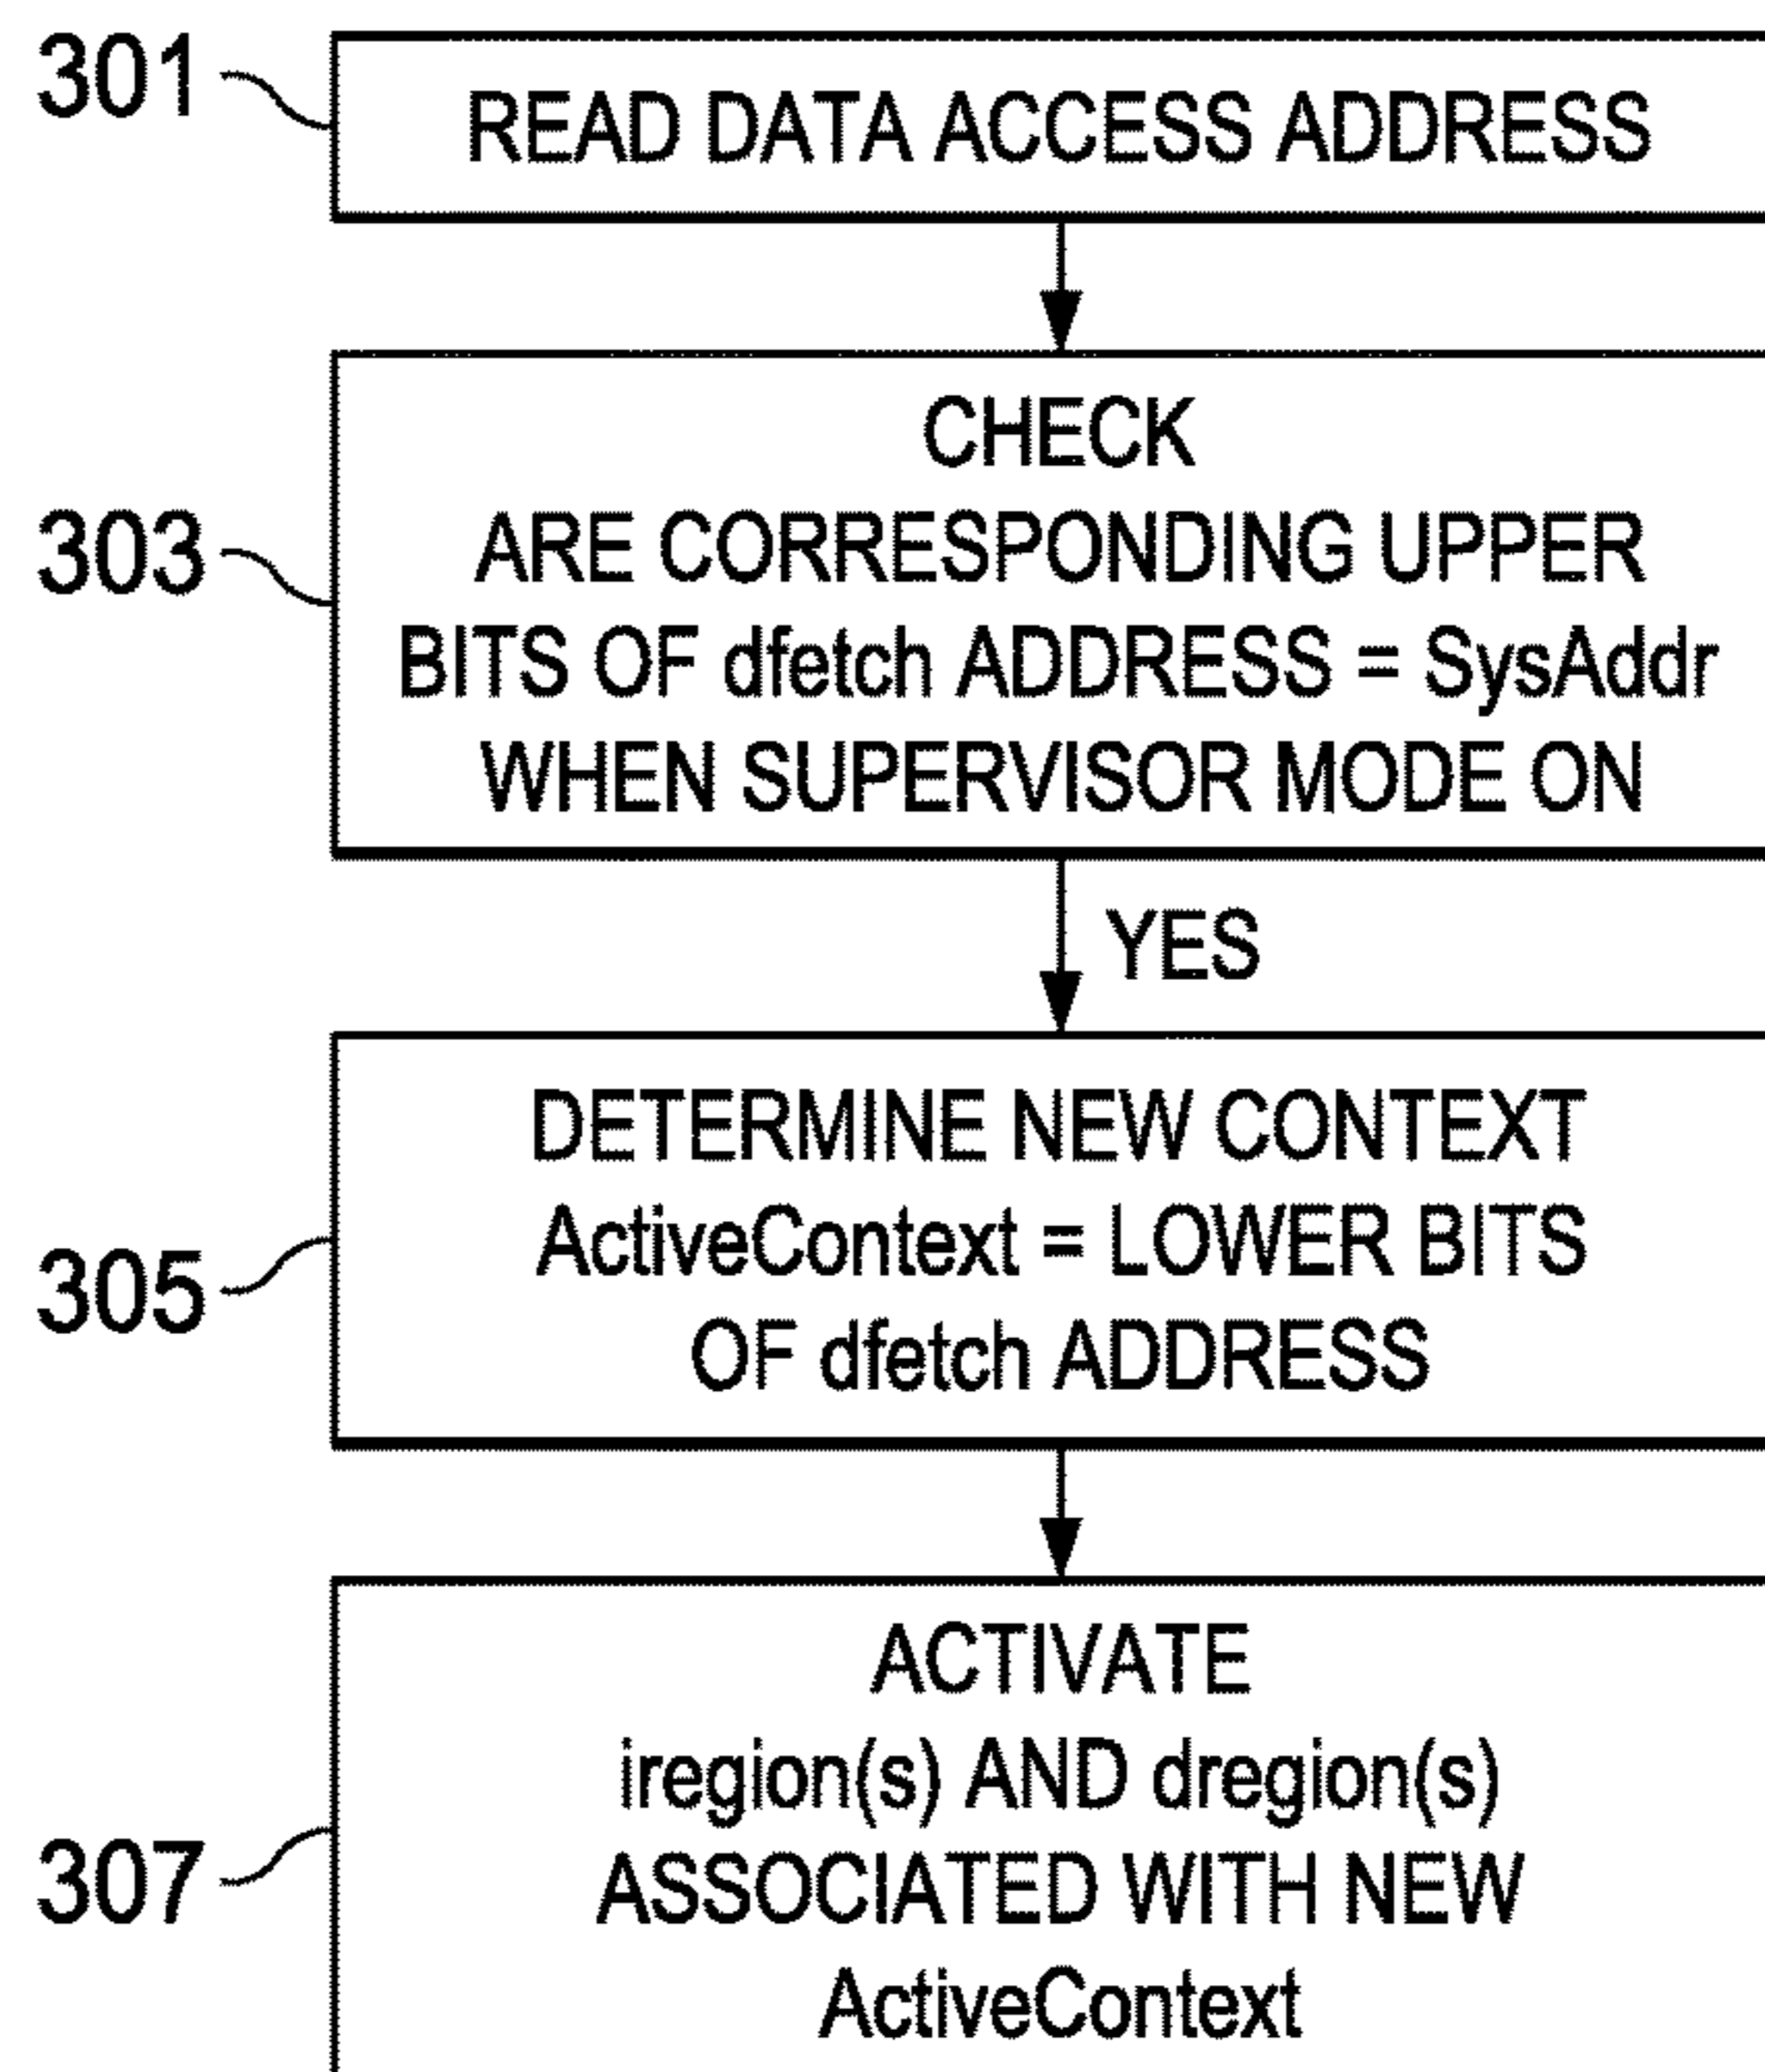 301
READ DATA ACCESS ADDRESS
303
CHECK
ARE CORRESPONDING UPPER
BITS OF dfetch ADDRESS = SysAddr
WHEN SUPERVISOR MODE ON
YES
305
DETERMINE NEW CONTEXT
ActiveContext = LOWER BITS
OF dfetch ADDRESS
307
ACTIVATE
iregion(s) AND dregion(s)
ASSOCIATED WITH NEW
ActiveContext